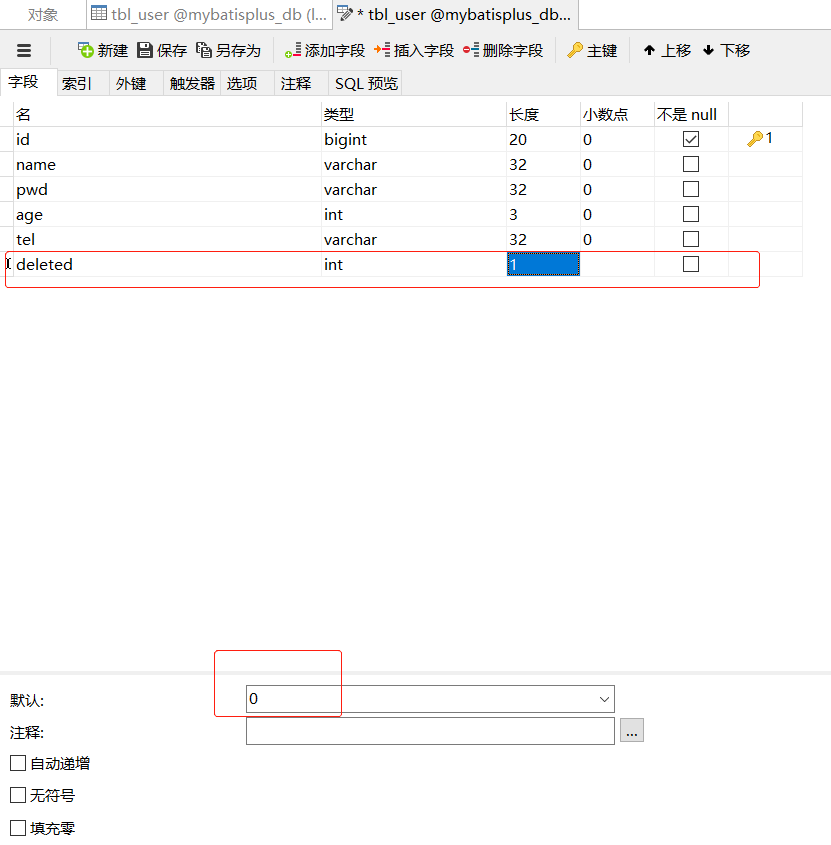 对象 tbl_user @mybatisplus_db (l... * tbl_user @mybatisplus_db...
新建 保存 另存为 添加字段 插入字段 删除字段 主键 上移 下移
字段 索引 外键 触发器 选项 注释 SQL 预览
名 类型 长度 小数点 不是 null
id bigint 20 0 1
name varchar 32 0
pwd varchar 32 0
age int 3 0
tel varchar 32 0
deleted int 1
默认: 0
注释: ...
自动递增
无符号
填充零